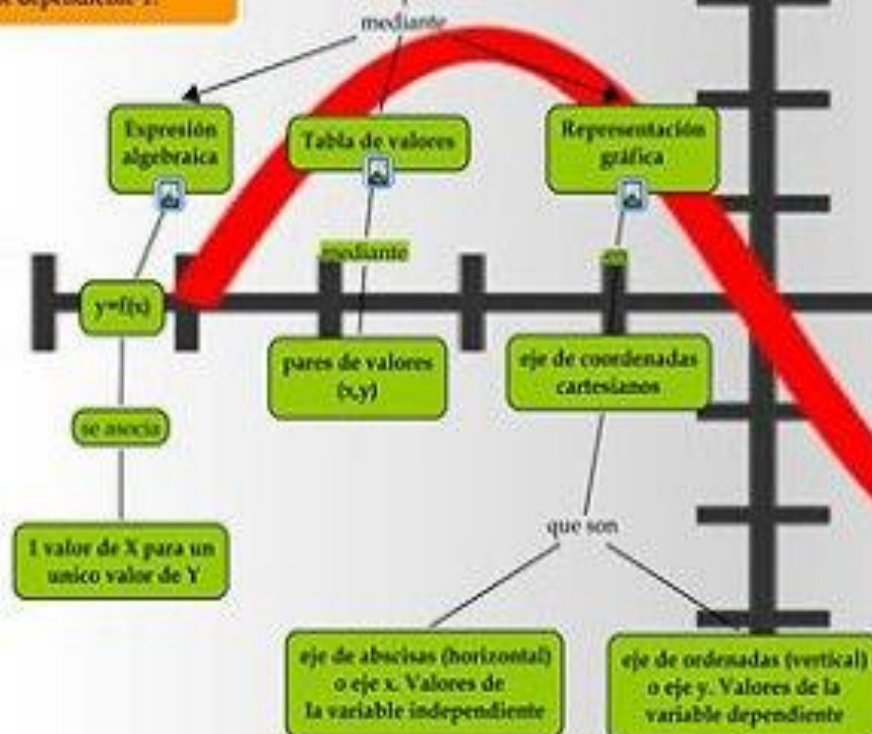 dependiente
mediante
Expresión
algebraica
Tabla de valores
Representación
gráfica
mediante
en
y=f(x)
pares de valores
(x,y)
eje de coordenadas
cartesianos
se asocia
que son
1 valor de X para un
unico valor de Y
eje de abscisas (horizontal)
o eje x. Valores de
la variable independiente
eje de ordenadas (vertical)
o eje y. Valores de la
variable dependiente